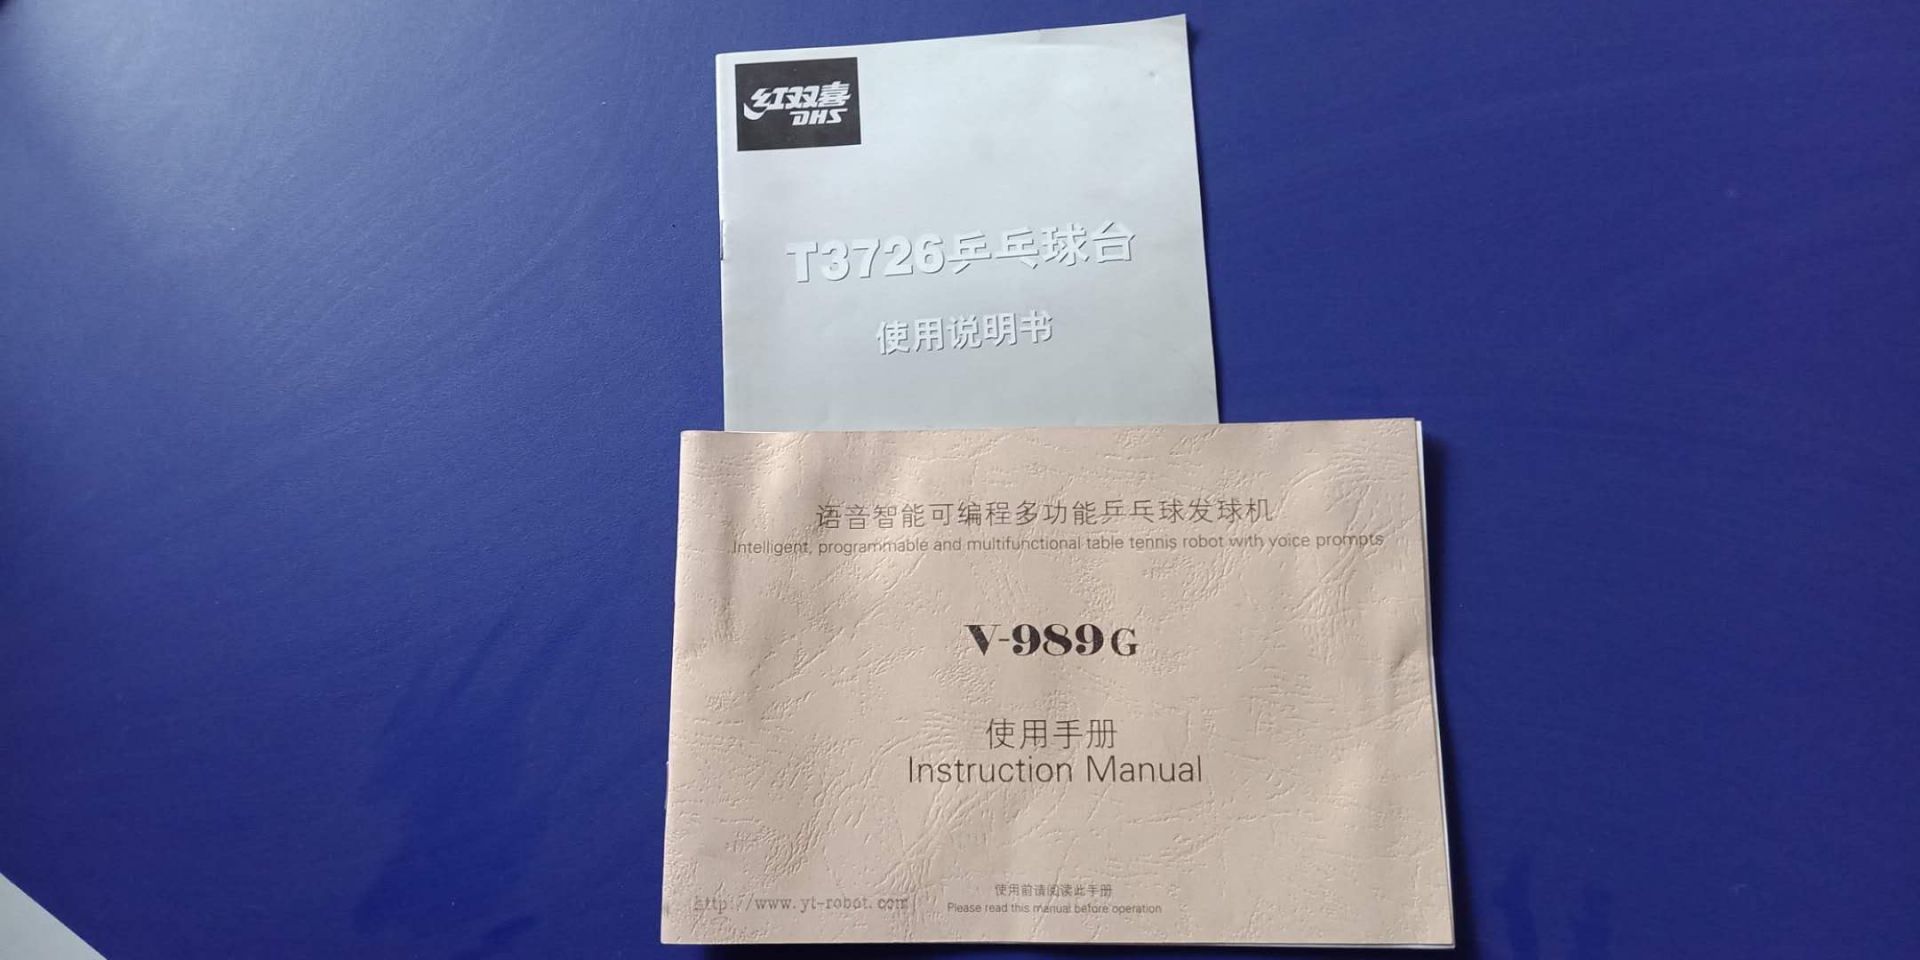 红双喜
DHS
T3726乒乓球台
使用说明书
语音智能可编程多功能乒乓球发球机
Intelligent, programmable and multifunctional table tennis robot with voice prompts
V-989G
使用手册
Instruction Manual
使用前请阅读此手册
http://www.yt-robot.com
Please read this manual before operation